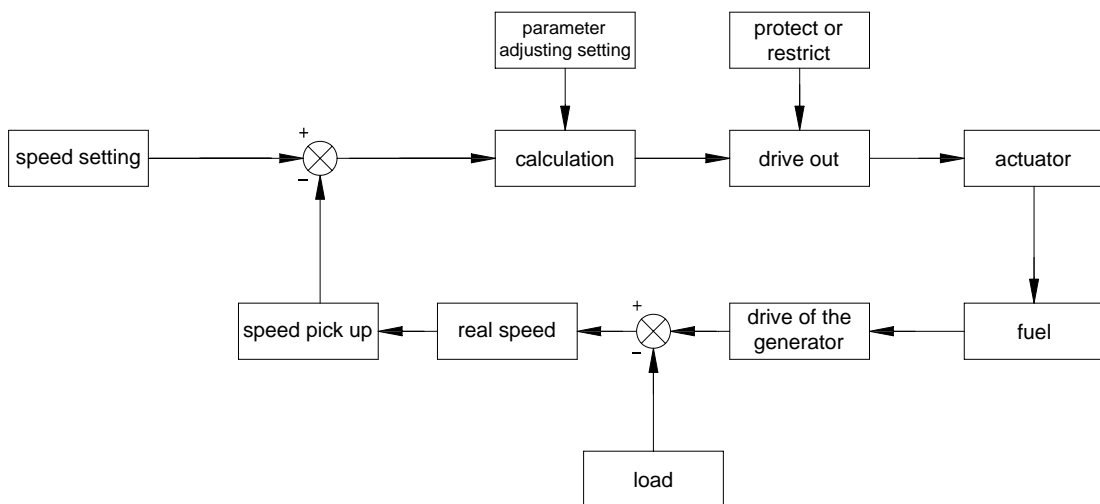 parameter
adjusting setting
protect or
restrict
speed setting
+
−
calculation
drive out
actuator
speed pick up
real speed
+
−
drive of the
generator
fuel
load